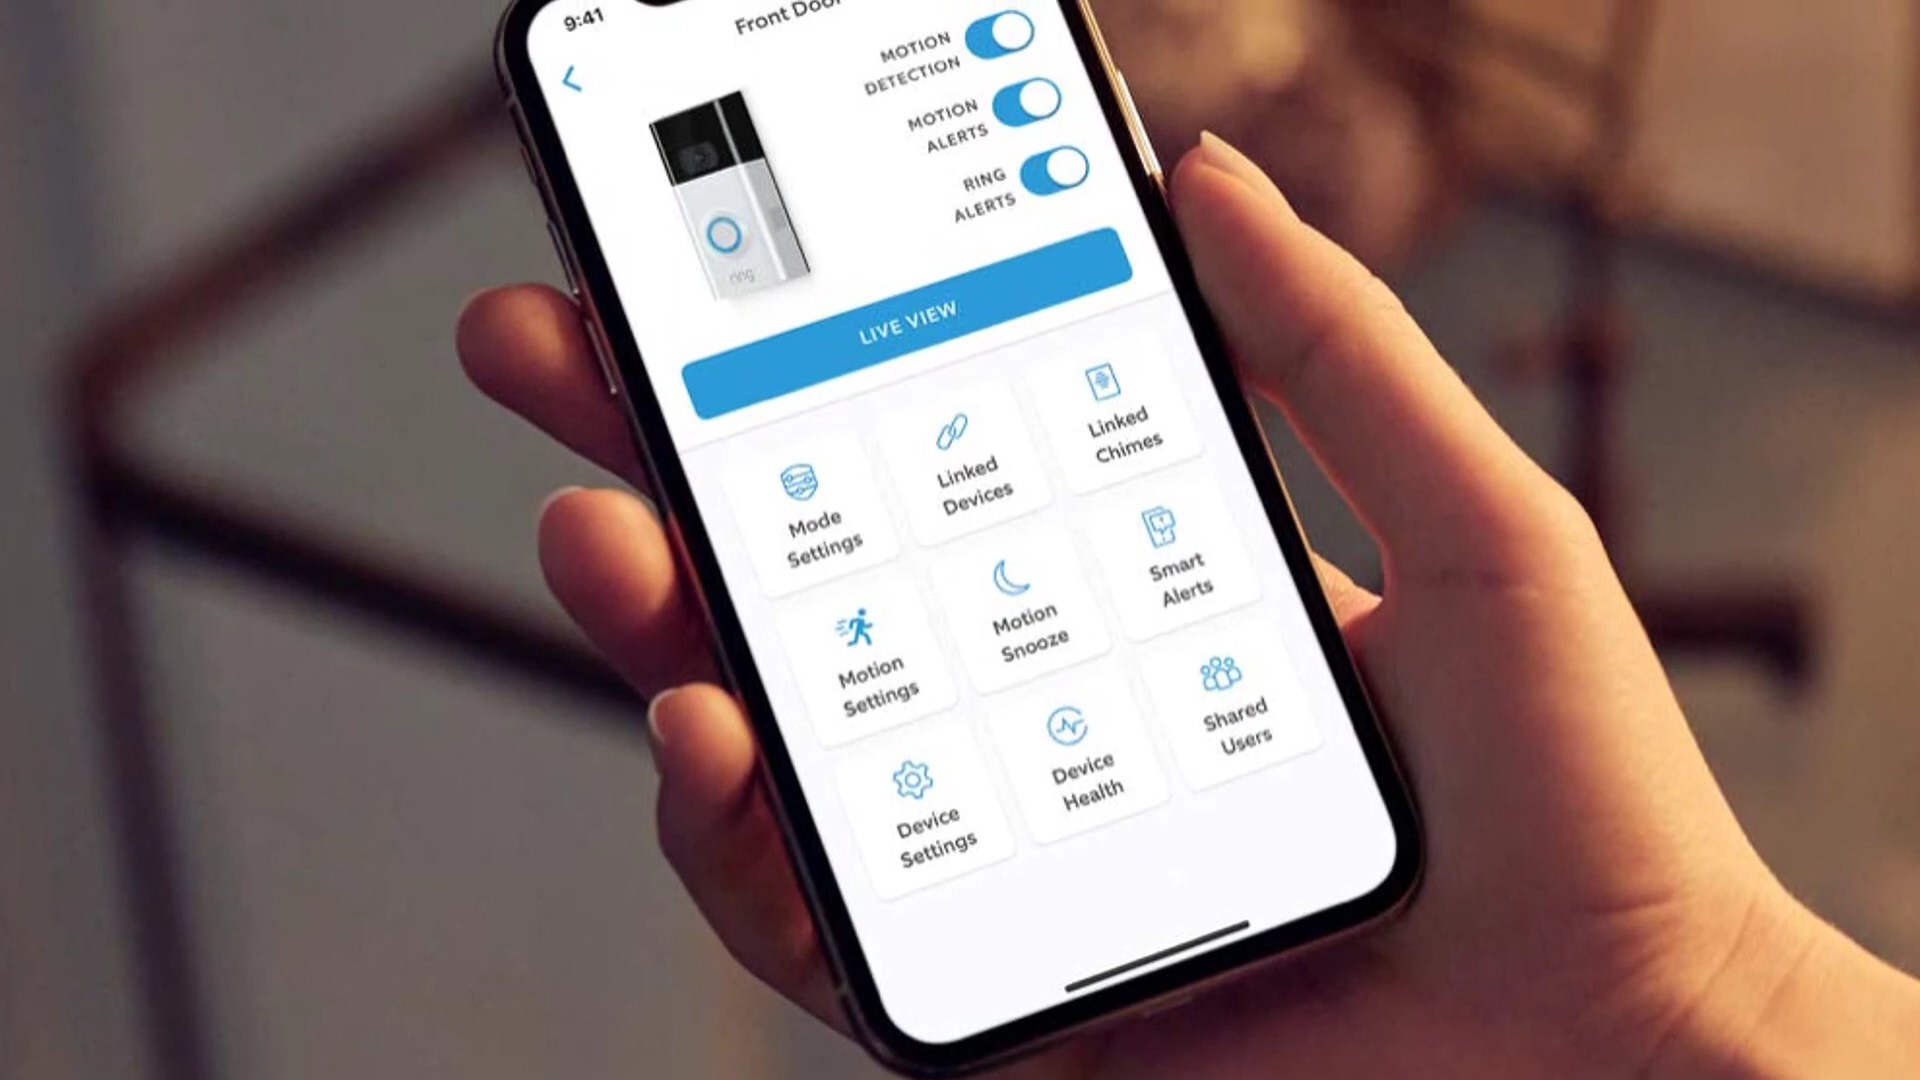 9:41
Front Door
MOTION
DETECTION
MOTION
ALERTS
RING
ALERTS
ring
LIVE VIEW
Mode
Settings
Linked
Devices
Linked
Chimes
Motion
Settings
Motion
Snooze
Smart
Alerts
Device
Settings
Device
Health
Shared
Users